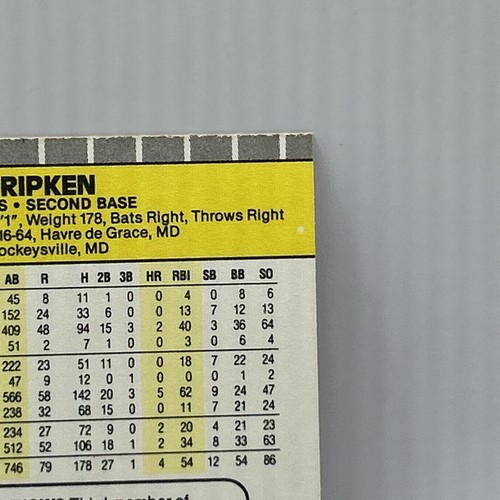 RIPKEN
S • SECOND BASE
'1", Weight 178, Bats Right, Throws Right
16-64, Havre de Grace, MD
ockeysville, MD
AB R H 2B 3B HR RBI SB BB SO
45 8 11 1 0 0 4 0 8 6
152 24 33 6 0 0 13 7 12 13
409 48 94 15 3 2 40 3 36 64
51 2 7 1 0 0 3 0 6 4
222 23 51 11 0 0 18 7 22 24
47 9 12 0 1 0 0 0 1 2
566 58 142 20 3 5 62 9 24 47
238 32 68 15 0 0 11 7 21 24
234 27 72 9 0 2 20 4 21 23
512 52 106 18 1 2 34 8 33 63
746 79 178 27 1 4 54 12 54 86